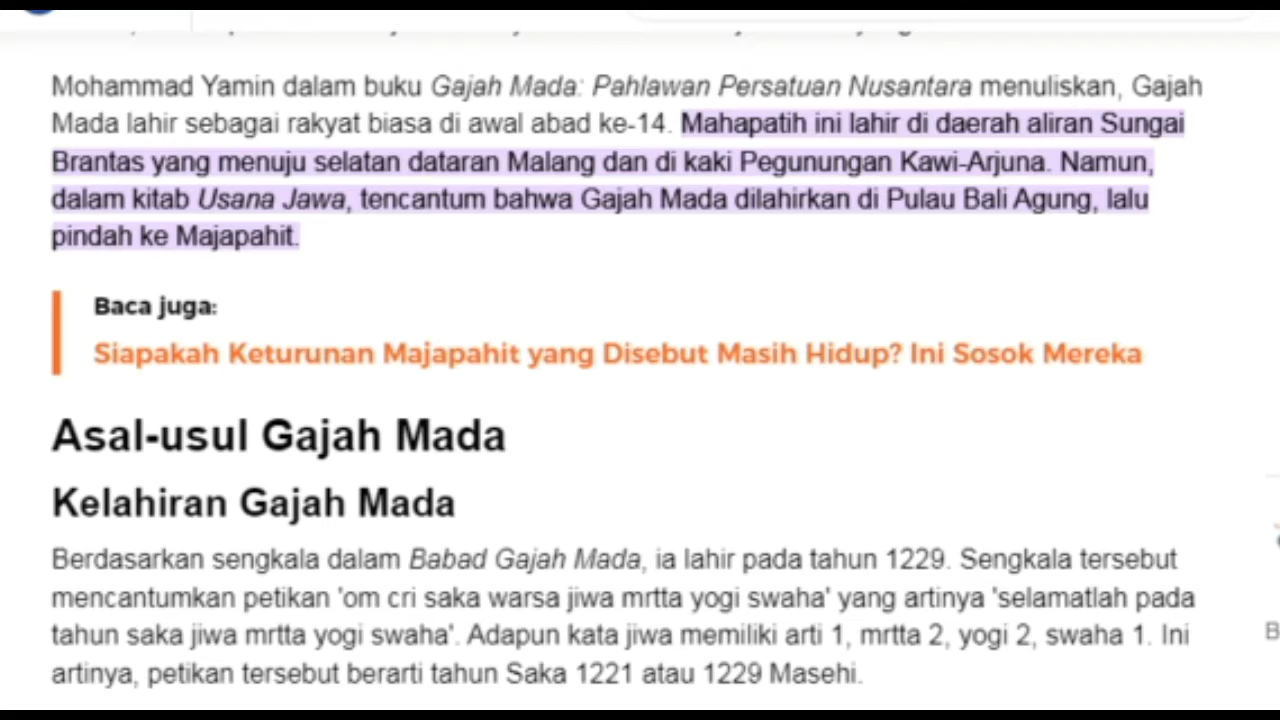 Mohammad Yamin dalam buku Gajah Mada: Pahlawan Persatuan Nusantara menuliskan, Gajah
Mada lahir sebagai rakyat biasa di awal abad ke-14. Mahapatih ini lahir di daerah aliran Sungai
Brantas yang menuju selatan dataran Malang dan di kaki Pegunungan Kawi-Arjuna. Namun,
dalam kitab Usana Jawa, tencantum bahwa Gajah Mada dilahirkan di Pulau Bali Agung, lalu
pindah ke Majapahit.
Baca juga:
Siapakah Keturunan Majapahit yang Disebut Masih Hidup? Ini Sosok Mereka
Asal-usul Gajah Mada
Kelahiran Gajah Mada
Berdasarkan sengkala dalam Babad Gajah Mada, ia lahir pada tahun 1229. Sengkala tersebut
mencantumkan petikan 'om cri saka warsa jiwa mrtta yogi swaha' yang artinya 'selamatlah pada
tahun saka jiwa mrtta yogi swaha'. Adapun kata jiwa memiliki arti 1, mrtta 2, yogi 2, swaha 1. Ini
artinya, petikan tersebut berarti tahun Saka 1221 atau 1229 Masehi.